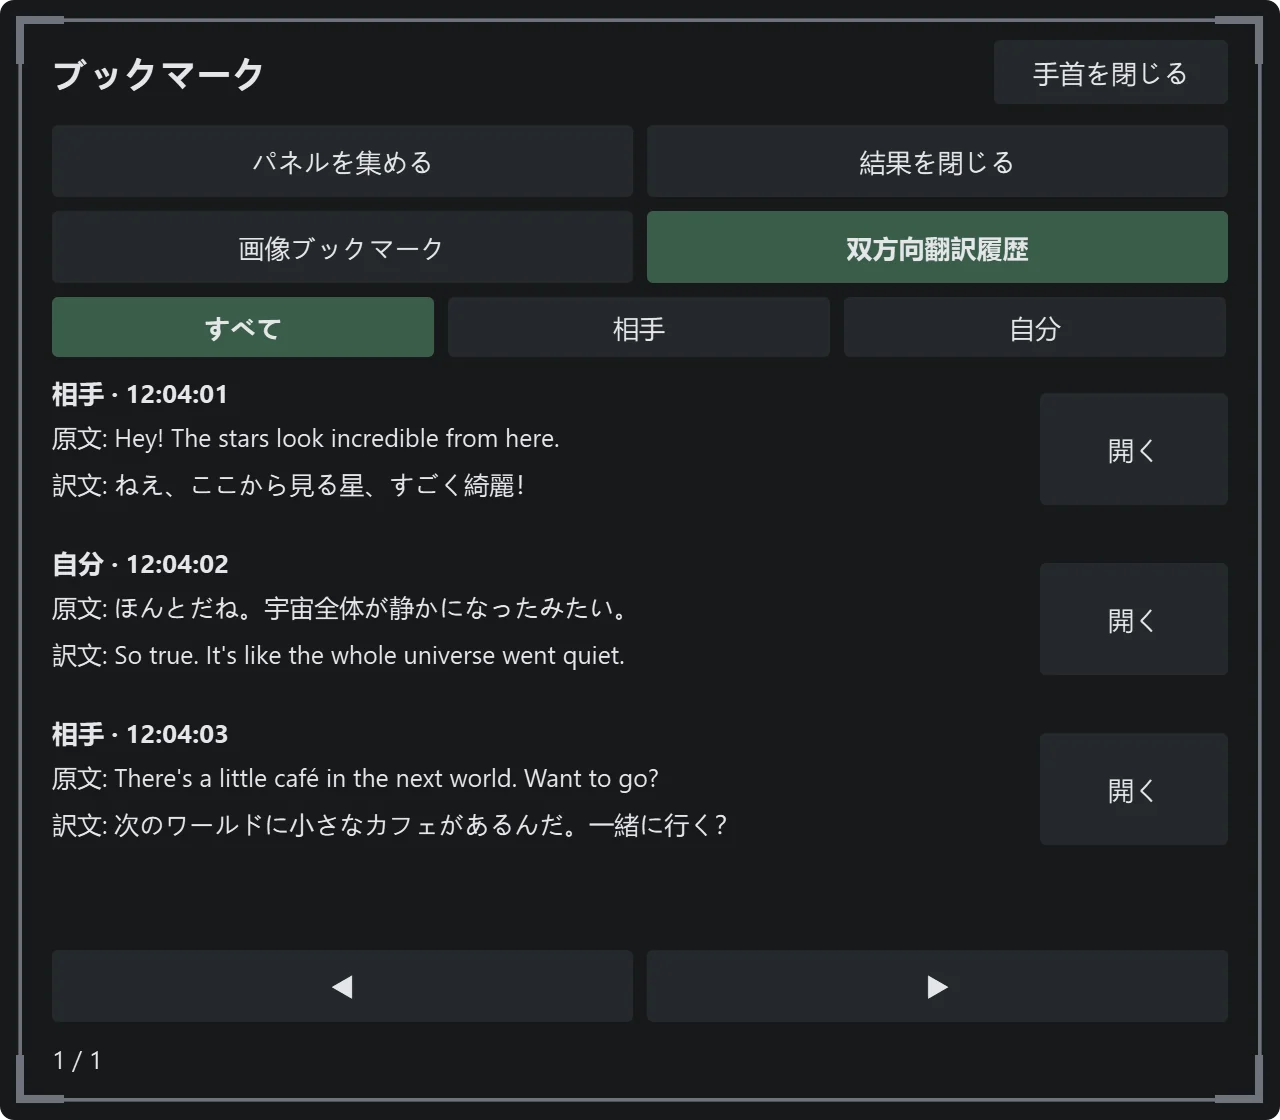 ブックマーク
手首を閉じる
パネルを集める
結果を閉じる
画像ブックマーク
双方向翻訳履歴
すべて
相手
自分
相手 · 12:04:01
原文: Hey! The stars look incredible from here.
訳文: ねえ、ここから見る星、すごく綺麗！
開く
自分 · 12:04:02
原文: ほんとだね。宇宙全体が静かになったみたい。
訳文: So true. It's like the whole universe went quiet.
開く
相手 · 12:04:03
原文: There's a little café in the next world. Want to go?
訳文: 次のワールドに小さなカフェがあるんだ。一緒に行く？
開く
◀
▶
1 / 1